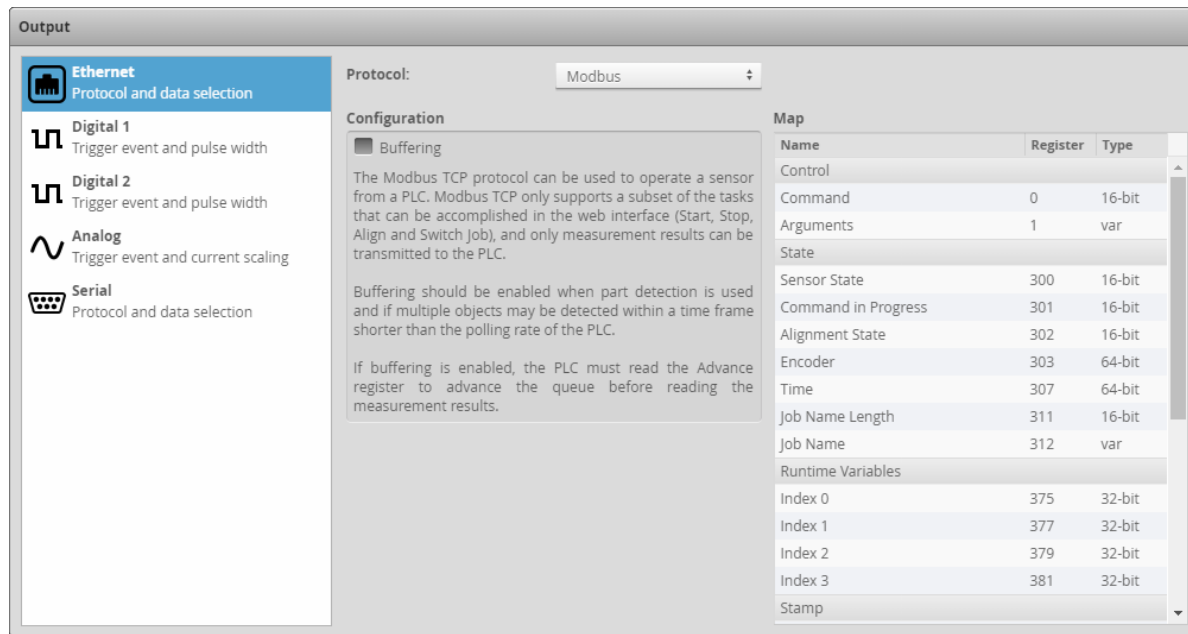 Output
Ethernet
Protocol and data selection
Digital 1
Trigger event and pulse width
Digital 2
Trigger event and pulse width
Analog
Trigger event and current scaling
Serial
Protocol and data selection
Protocol: Modbus
Configuration
Buffering
The Modbus TCP protocol can be used to operate a sensor
from a PLC. Modbus TCP only supports a subset of the tasks
that can be accomplished in the web interface (Start, Stop,
Align and Switch Job), and only measurement results can be
transmitted to the PLC.
Buffering should be enabled when part detection is used
and if multiple objects may be detected within a time frame
shorter than the polling rate of the PLC.
If buffering is enabled, the PLC must read the Advance
register to advance the queue before reading the
measurement results.
Map
Name Register Type
Control
Command 0 16-bit
Arguments 1 var
State
Sensor State 300 16-bit
Command in Progress 301 16-bit
Alignment State 302 16-bit
Encoder 303 64-bit
Time 307 64-bit
Job Name Length 311 16-bit
Job Name 312 var
Runtime Variables
Index 0 375 32-bit
Index 1 377 32-bit
Index 2 379 32-bit
Index 3 381 32-bit
Stamp